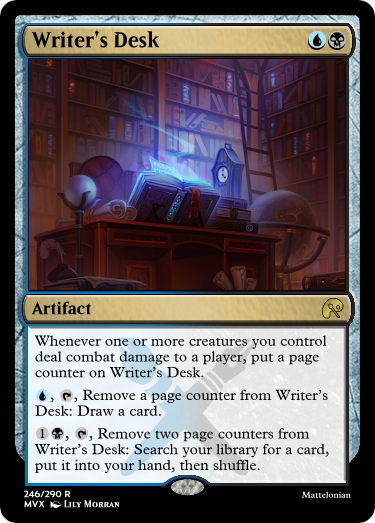 Writer's Desk
Artifact
Whenever one or more creatures you control
deal combat damage to a player, put a page
counter on Writer's Desk.
, , Remove a page counter from Writer's
Desk: Draw a card.
1 , , Remove two page counters from
Writer's Desk: Search your library for a card,
put it into your hand, then shuffle.
246/290 R
MVX Lily Morran
Mattelonian